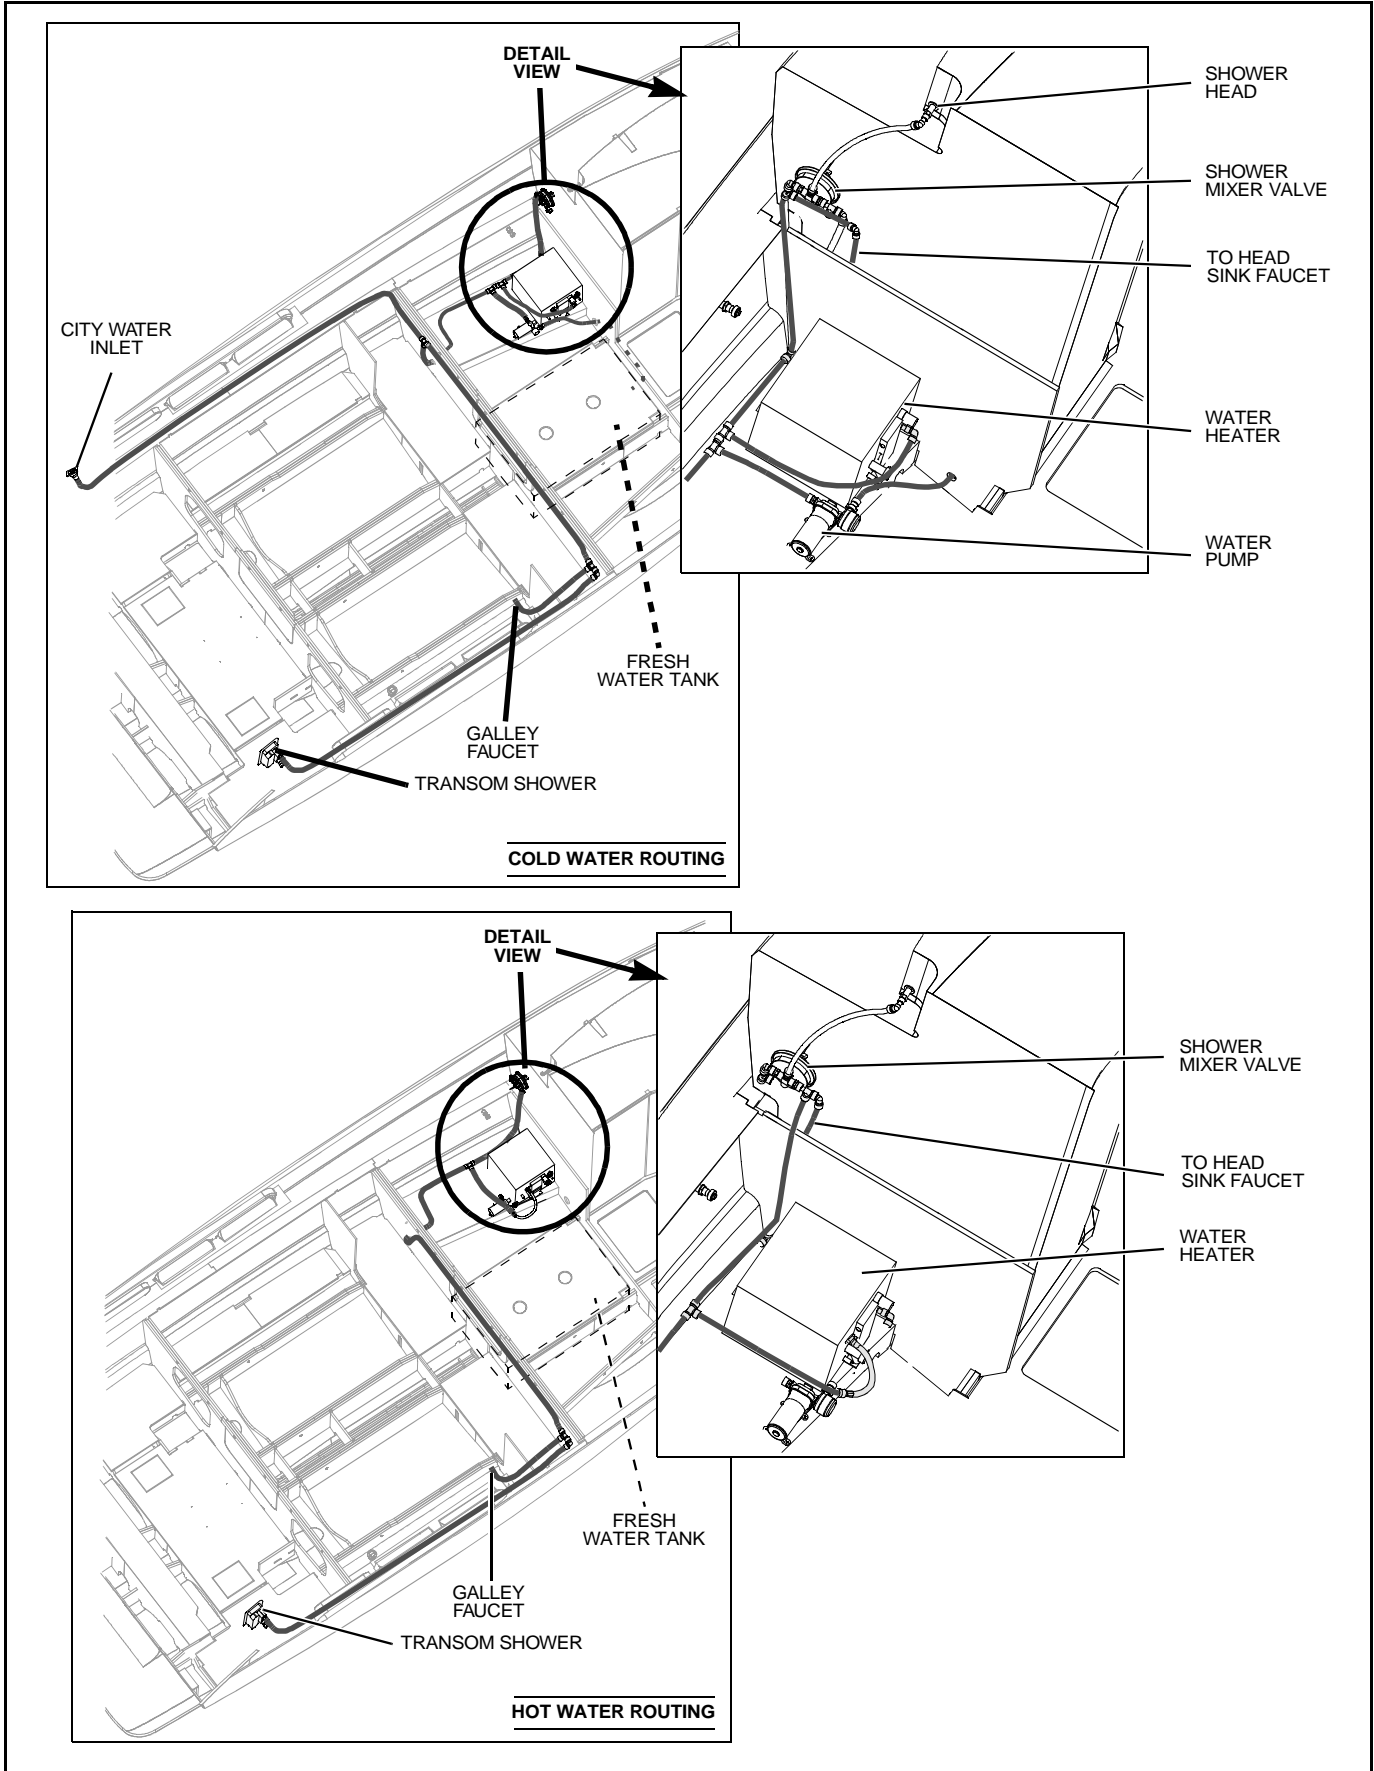 DETAIL
VIEW
SHOWER
HEAD
SHOWER
MIXER VALVE
TO HEAD
SINK FAUCET
CITY WATER
INLET
WATER
HEATER
WATER
PUMP
FRESH
WATER TANK
GALLEY
FAUCET
TRANSOM SHOWER
COLD WATER ROUTING
DETAIL
VIEW
SHOWER
MIXER VALVE
TO HEAD
SINK FAUCET
WATER
HEATER
FRESH
WATER TANK
GALLEY
FAUCET
TRANSOM SHOWER
HOT WATER ROUTING